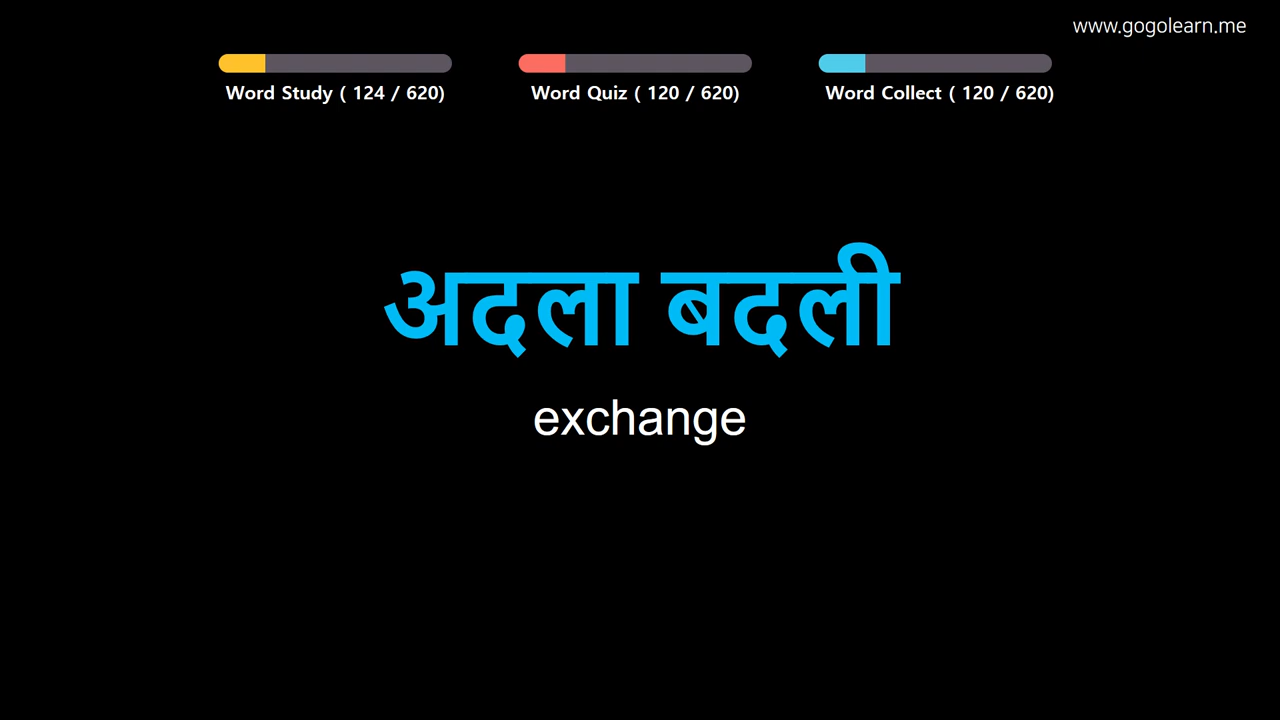 www.gogolearn.me
Word Study ( 124 / 620)
Word Quiz ( 120 / 620)
Word Collect ( 120 / 620)
अदला बदली
exchange